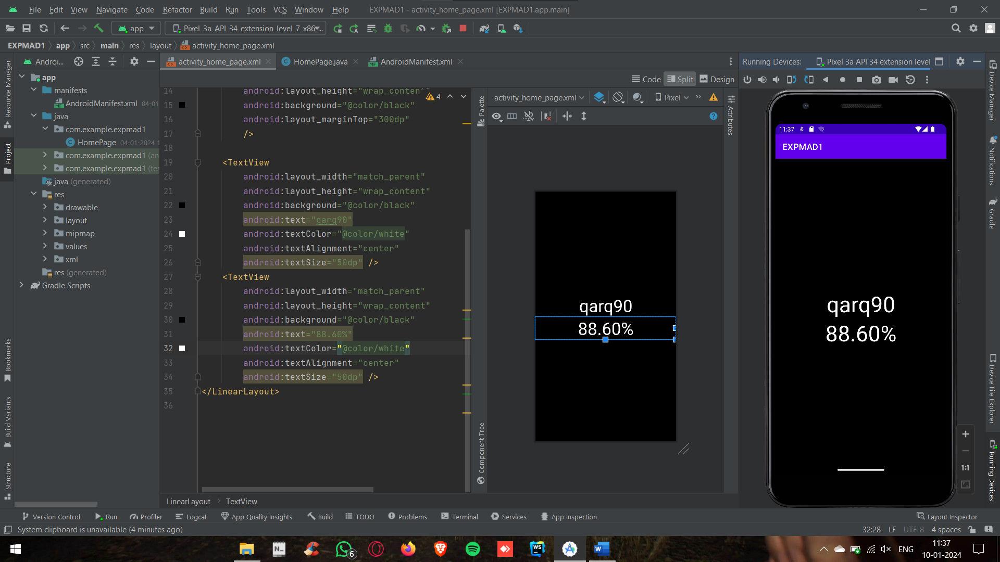 File Edit View Navigate Code Refactor Build Run Tools VCS Window Help EXPMAD1 - activity_home_page.xml [EXPMAD1.app.main]
app Pixel_3a_API_34_extension_level_7_x86
EXPMAD1 app src main res layout activity_home_page.xml
Androi...
activity_home_page.xml HomePage.java AndroidManifest.xml
Running Devices: Pixel 3a API 34 extension level
Code Split Design
Resource Manager
Project
Bookmarks
Build Variants
Structure
app
manifests
AndroidManifest.xml 04-01
java
com.example.expmad1
HomePage 04-01-2024 1
com.example.expmad1 (an
com.example.expmad1 (tes
java (generated)
res
drawable
layout
mipmap
values
xml
res (generated)
Gradle Scripts
4
14 android:layout_height="wrap_content"
15 android:background="@color/black"
16 android:layout_marginTop="300dp"
17 />
18
19 <TextView
20 android:layout_width="match_parent"
21 android:layout_height="wrap_content"
22 android:background="@color/black"
23 android:text="qarq90"
24 android:textColor="@color/white"
25 android:textAlignment="center"
26 android:textSize="50dp" />
27 <TextView
28 android:layout_width="match_parent"
29 android:layout_height="wrap_content"
30 android:background="@color/black"
31 android:text="88.60%"
32 android:textColor="@color/white"
33 android:textAlignment="center"
34 android:textSize="50dp" />
35 </LinearLayout>
36
LinearLayout TextView
Palette
Component Tree
activity_home_page.xml Pixel
Attributes
qarq90
88.60%
11:37
EXPMAD1
qarq90
88.60%
1:1
Device Manager
Notifications
Gradle
Device File Explorer
Running Devices
Version Control Run Profiler Logcat App Quality Insights Build TODO Problems Terminal Services App Inspection Layout Inspector
System clipboard is unavailable (4 minutes ago) 32:28 LF UTF-8 4 spaces
N
6
WS
W
ENG
11:37
10-01-2024